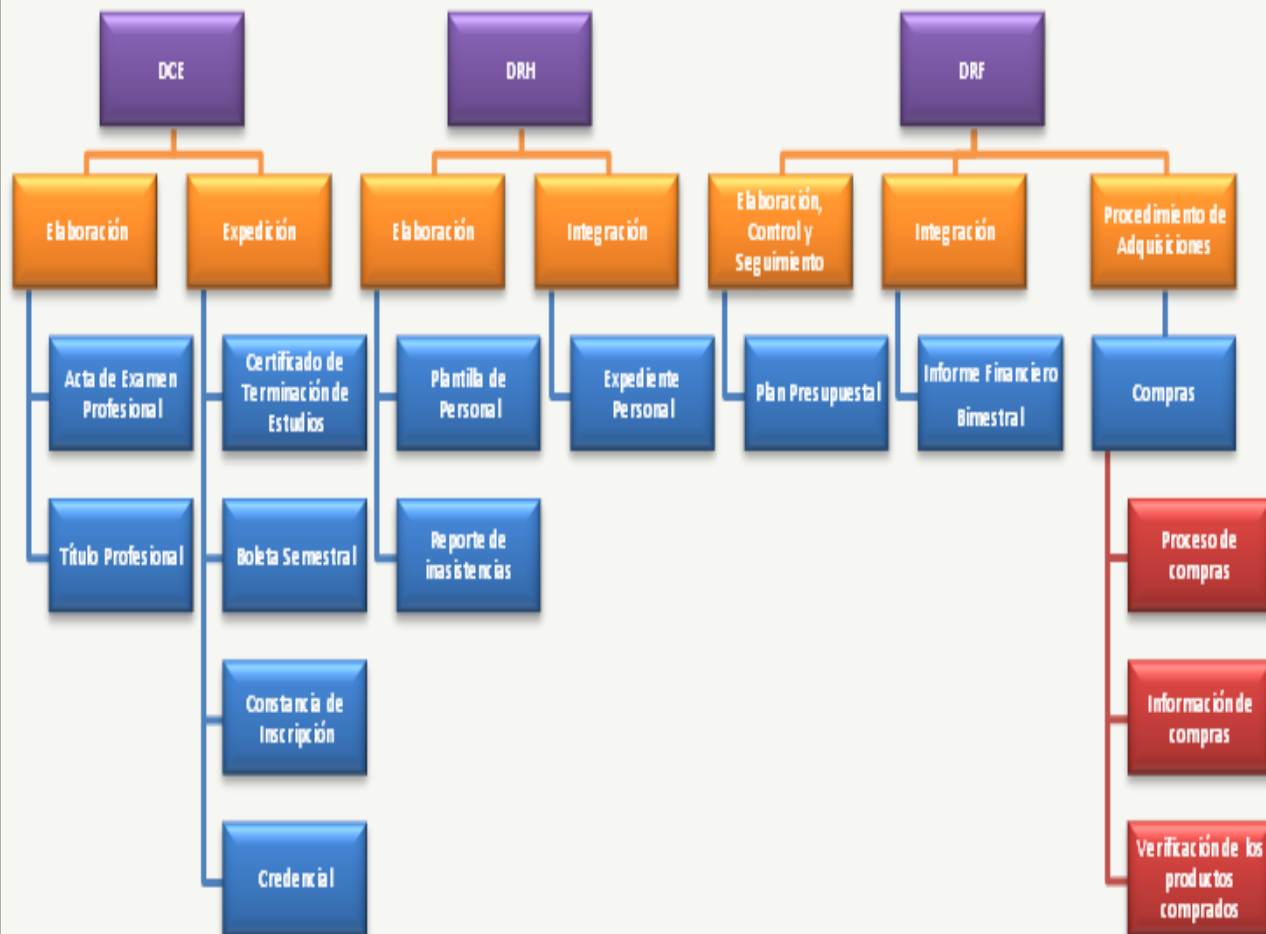 DCE
DRH
DRF
Elaboración
Expedición
Elaboración
Integración
Elaboración,
Control y
Seguimiento
Integración
Procedimiento de
Adquisiciones
Acta de Examen
Profesional
Certificado de
Terminación de
Estudios
Plantilla de
Personal
Expediente
Personal
Plan Presupuestal
Informe Financiero
Bimestral
Compras
Título Profesional
Boleta Semestral
Reporte de
inasistencias
Proceso de
compras
Constancia de
Inscripción
Información de
compras
Credencial
Verificación de los
productos
comprados